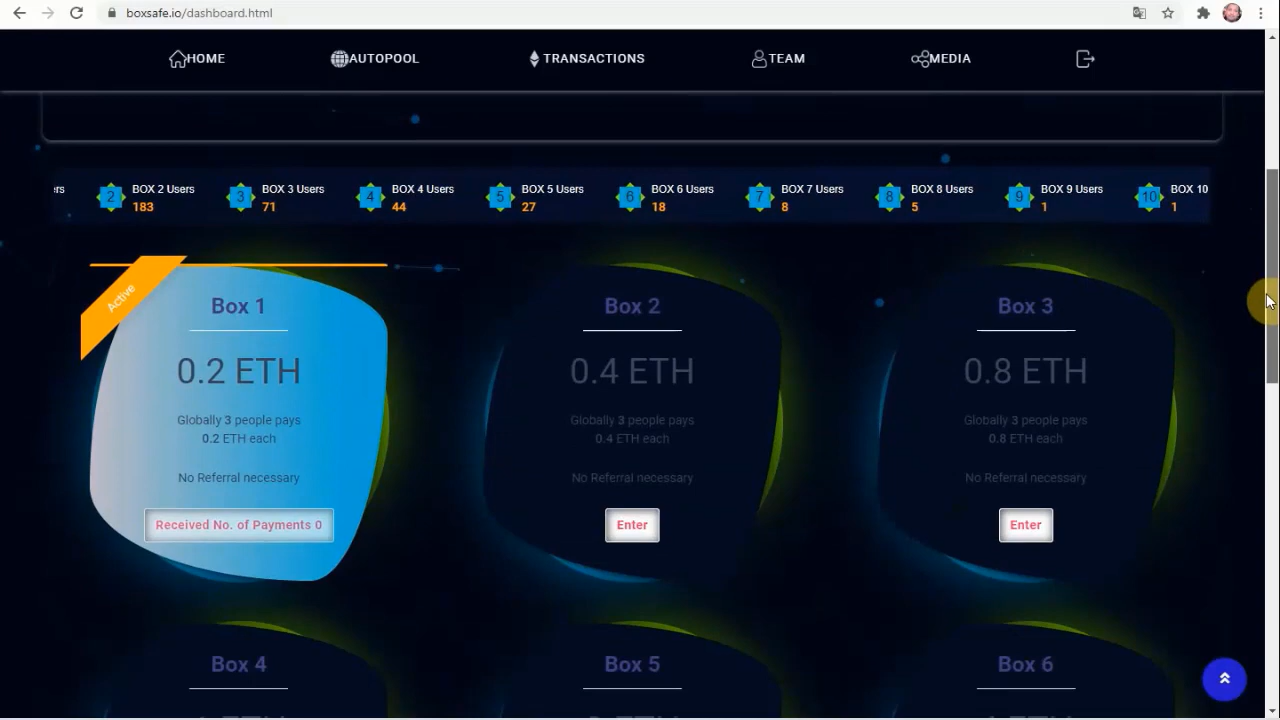 boxsafe.io/dashboard.html
HOME
AUTOPOOL
TRANSACTIONS
TEAM
MEDIA
ers
2 BOX 2 Users
183
3 BOX 3 Users
71
4 BOX 4 Users
44
5 BOX 5 Users
27
6 BOX 6 Users
18
7 BOX 7 Users
8
8 BOX 8 Users
5
9 BOX 9 Users
1
10 BOX 10
1
Active
Box 1
0.2 ETH
Globally 3 people pays
0.2 ETH each
No Referral necessary
Received No. of Payments 0
Box 2
0.4 ETH
Globally 3 people pays
0.4 ETH each
No Referral necessary
Enter
Box 3
0.8 ETH
Globally 3 people pays
0.8 ETH each
No Referral necessary
Enter
Box 4
Box 5
Box 6